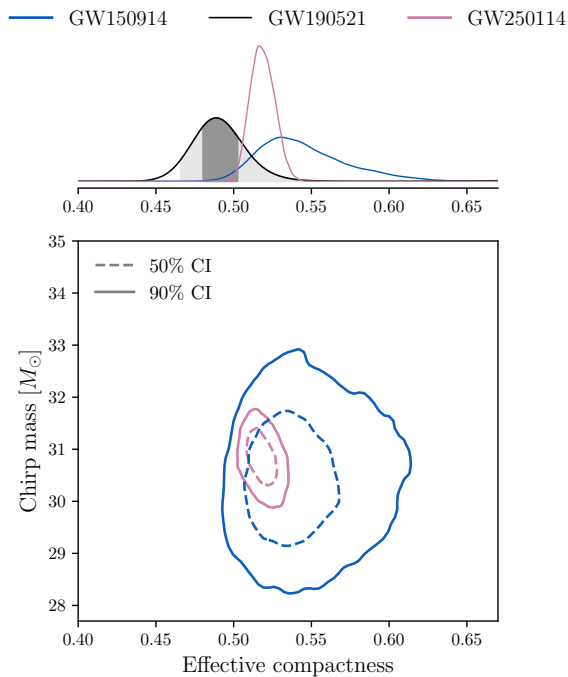 GW150914 GW190521 GW250114
0.40 0.45 0.50 0.55 0.60 0.65
35
50% CI
34
90% CI
33
32
31
30
29
28
Chirp mass [M⊙]
0.40 0.45 0.50 0.55 0.60 0.65
Effective compactness